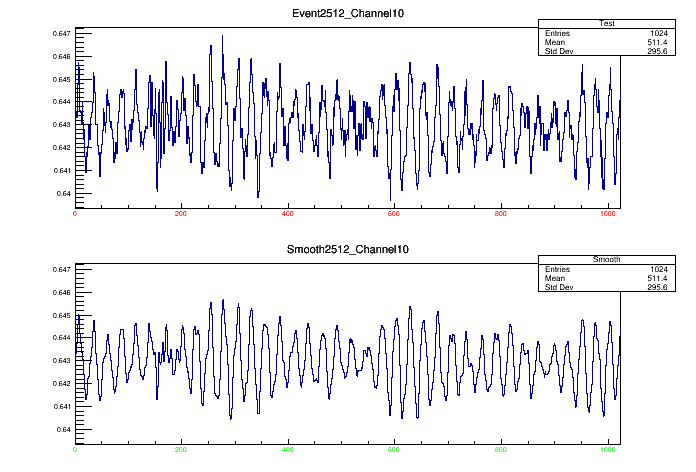 Event2512_Channel10
Test
Entries 1024
Mean 511.4
Std Dev 295.6
0.647
0.646
0.645
0.644
0.643
0.642
0.641
0.64
0 200 400 600 800 1000
Smooth2512_Channel10
Smooth
Entries 1024
Mean 511.4
Std Dev 295.6
0.647
0.646
0.645
0.644
0.643
0.642
0.641
0.64
0 200 400 600 800 1000